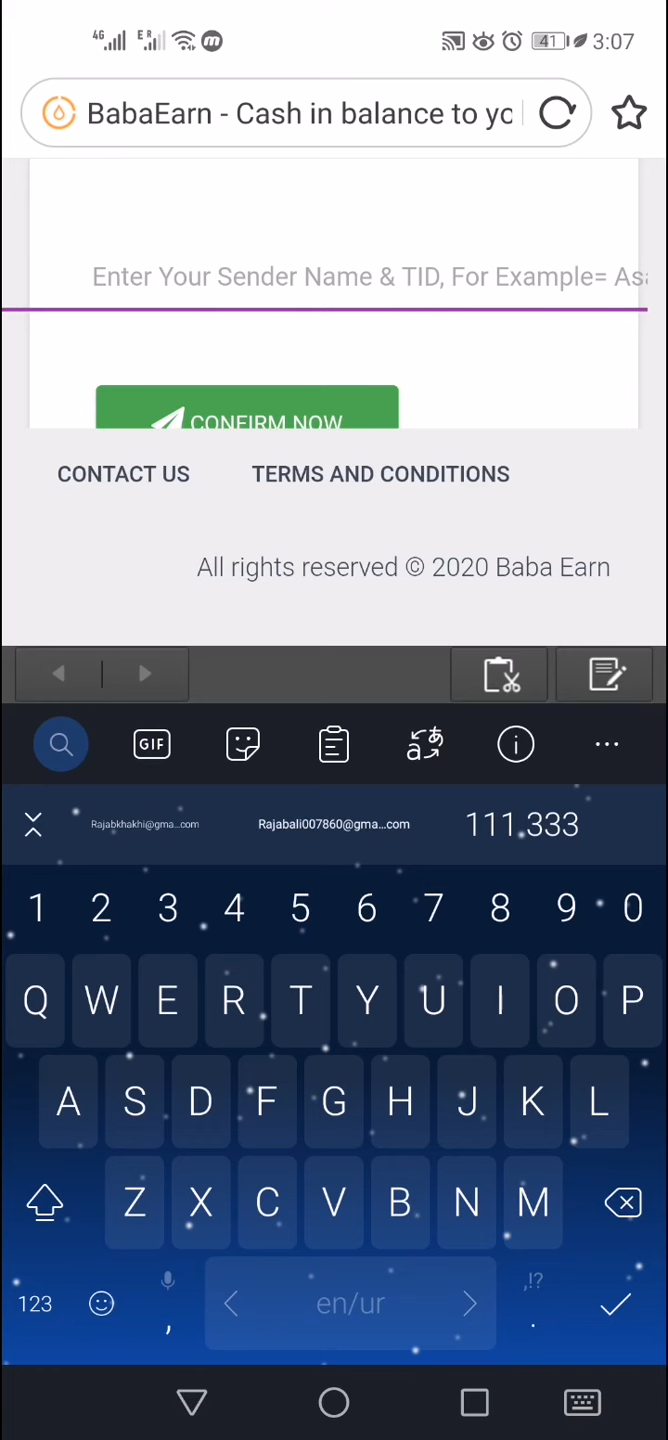 4G E R 41 3:07
BabaEarn - Cash in balance to yo
Enter Your Sender Name & TID, For Example= Asa
CONFIRM NOW
CONTACT US TERMS AND CONDITIONS
All rights reserved © 2020 Baba Earn
GIF
Rajabkhakhi@gma...com Rajabali007860@gma...com 111.333
1 2 3 4 5 6 7 8 9 0
Q W E R T Y U I O P
A S D F G H J K L
Z X C V B N M
123 , en/ur ,!? .